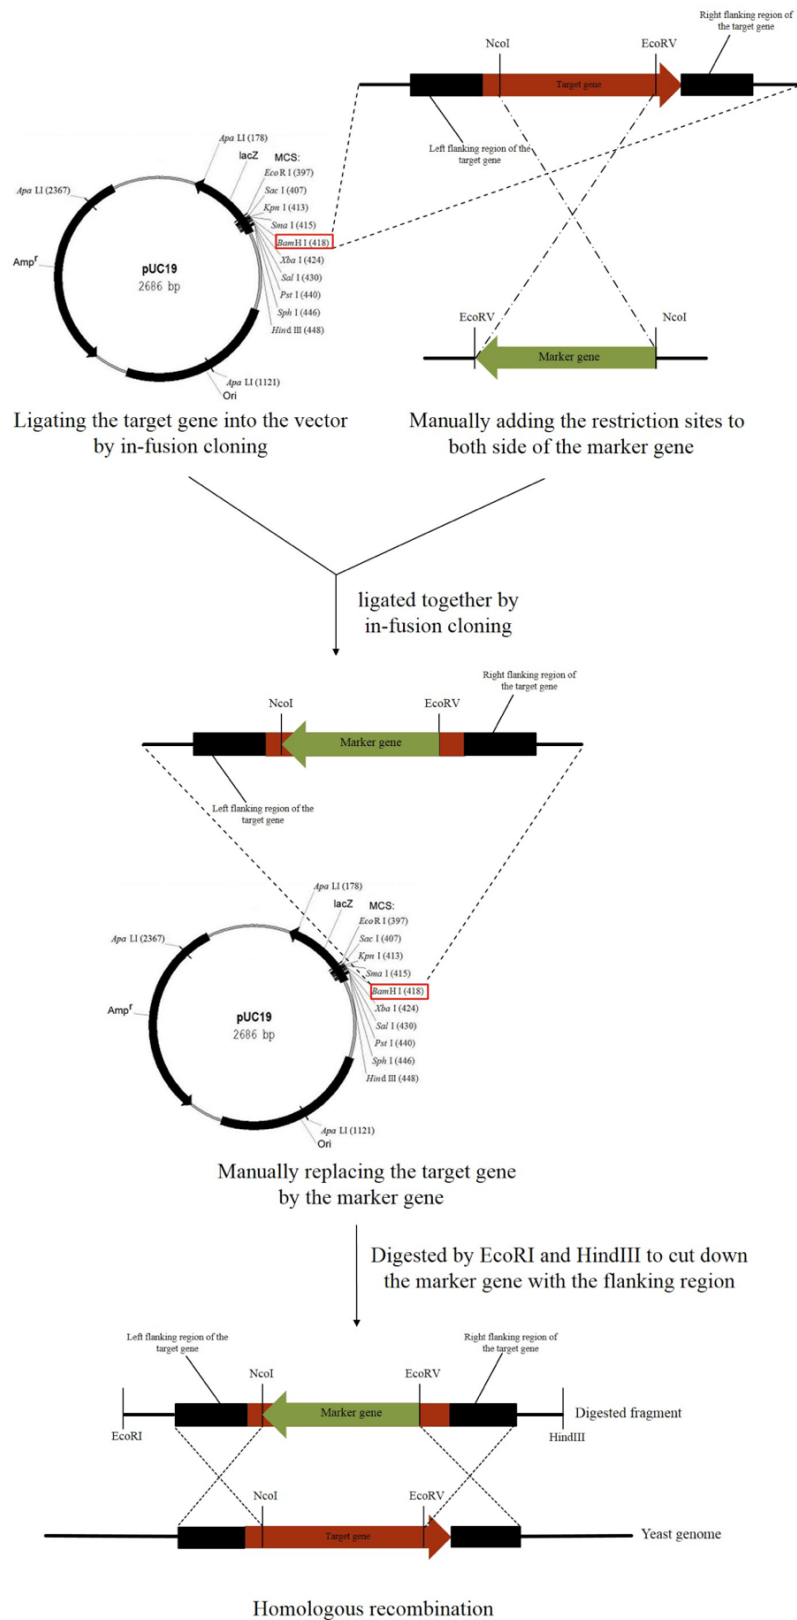 Right flanking region of
the target gene
NcoI
EcoRV
Target gene
Left flanking region of the
target gene
Apa LI (178)
lacZ
MCS:
EcoR I (397)
Sac I (407)
Kpn I (413)
Sma I (415)
BamH I (418)
Xba I (424)
Sal I (430)
Pst I (440)
Sph I (446)
Hind III (448)
Apa LI (2367)
Ampʳ
pUC19
2686 bp
Apa LI (1121)
Ori
EcoRV
NcoI
Marker gene
Ligating the target gene into the vector
by in-fusion cloning
Manually adding the restriction sites to
both side of the marker gene
ligated together by
in-fusion cloning
Right flanking region of
the target gene
NcoI
EcoRV
Marker gene
Left flanking region of the
target gene
Apa LI (178)
lacZ
MCS:
EcoR I (397)
Sac I (407)
Kpn I (413)
Sma I (415)
BamH I (418)
Xba I (424)
Sal I (430)
Pst I (440)
Sph I (446)
Hind III (448)
Apa LI (2367)
Ampʳ
pUC19
2686 bp
Apa LI (1121)
Ori
Manually replacing the target gene
by the marker gene
Digested by EcoRI and HindIII to cut down
the marker gene with the flanking region
Left flanking region of the
target gene
Right flanking region of
the target gene
NcoI
EcoRV
Marker gene
Digested fragment
EcoRI
HindIII
NcoI
EcoRV
Target gene
Yeast genome
Homologous recombination